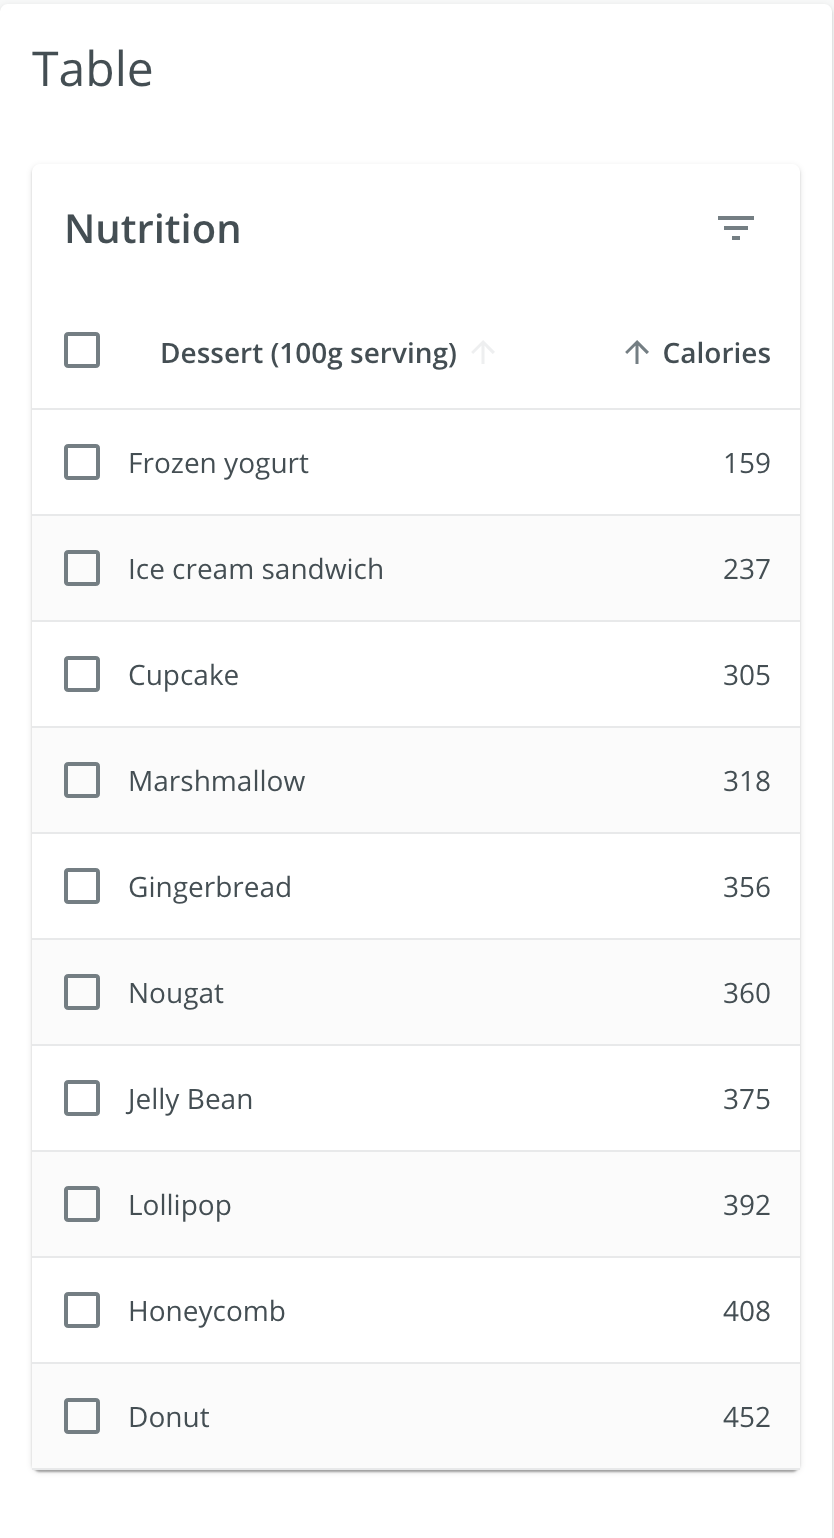 Table
Nutrition
Dessert (100g serving) ↑ ↑ Calories
Frozen yogurt 159
Ice cream sandwich 237
Cupcake 305
Marshmallow 318
Gingerbread 356
Nougat 360
Jelly Bean 375
Lollipop 392
Honeycomb 408
Donut 452